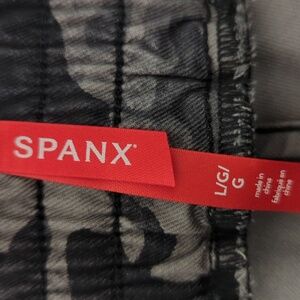 SPANX
L/G/
G
made in
china
fabriqué en
chine